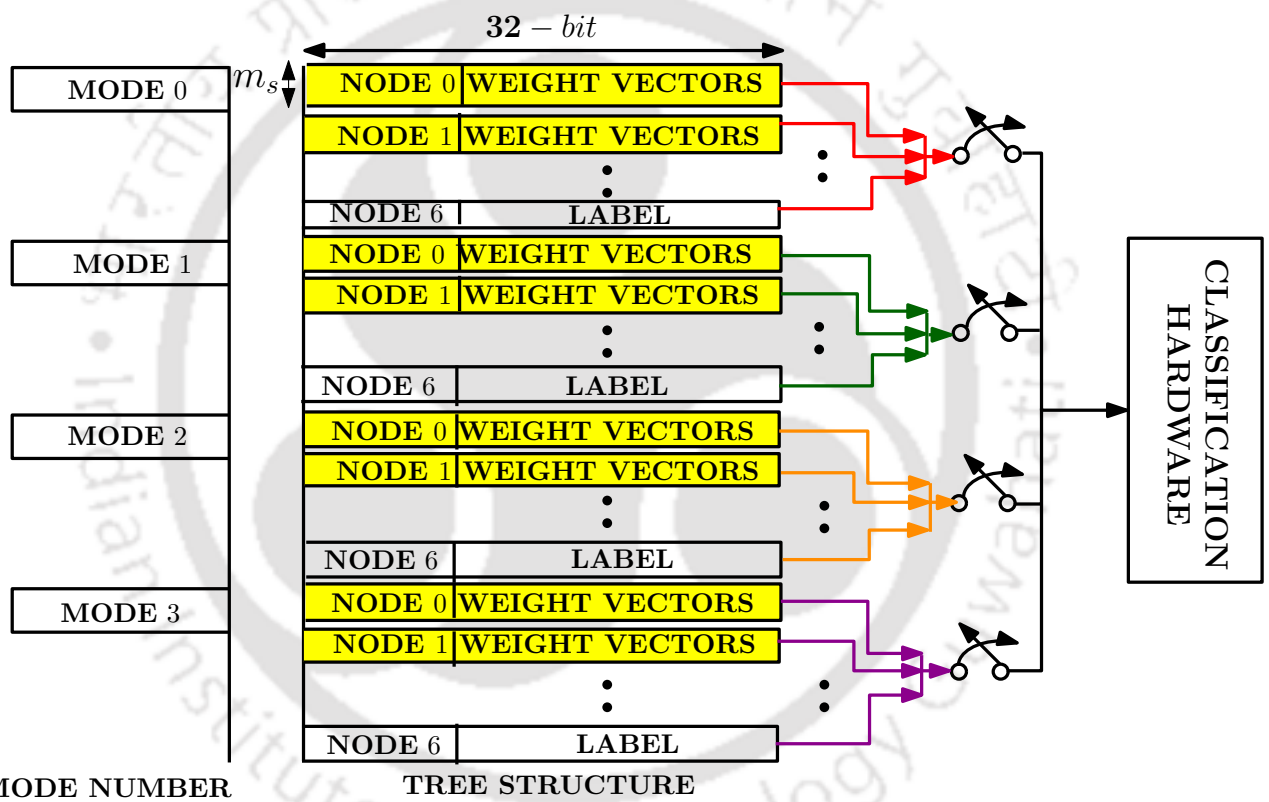 32 – bit
m_s
MODE 0
NODE 0 WEIGHT VECTORS
NODE 1 WEIGHT VECTORS
NODE 6 LABEL
MODE 1
NODE 0 WEIGHT VECTORS
NODE 1 WEIGHT VECTORS
NODE 6 LABEL
MODE 2
NODE 0 WEIGHT VECTORS
NODE 1 WEIGHT VECTORS
NODE 6 LABEL
MODE 3
NODE 0 WEIGHT VECTORS
NODE 1 WEIGHT VECTORS
NODE 6 LABEL
CLASSIFICATION
HARDWARE
MODE NUMBER
TREE STRUCTURE
Indian